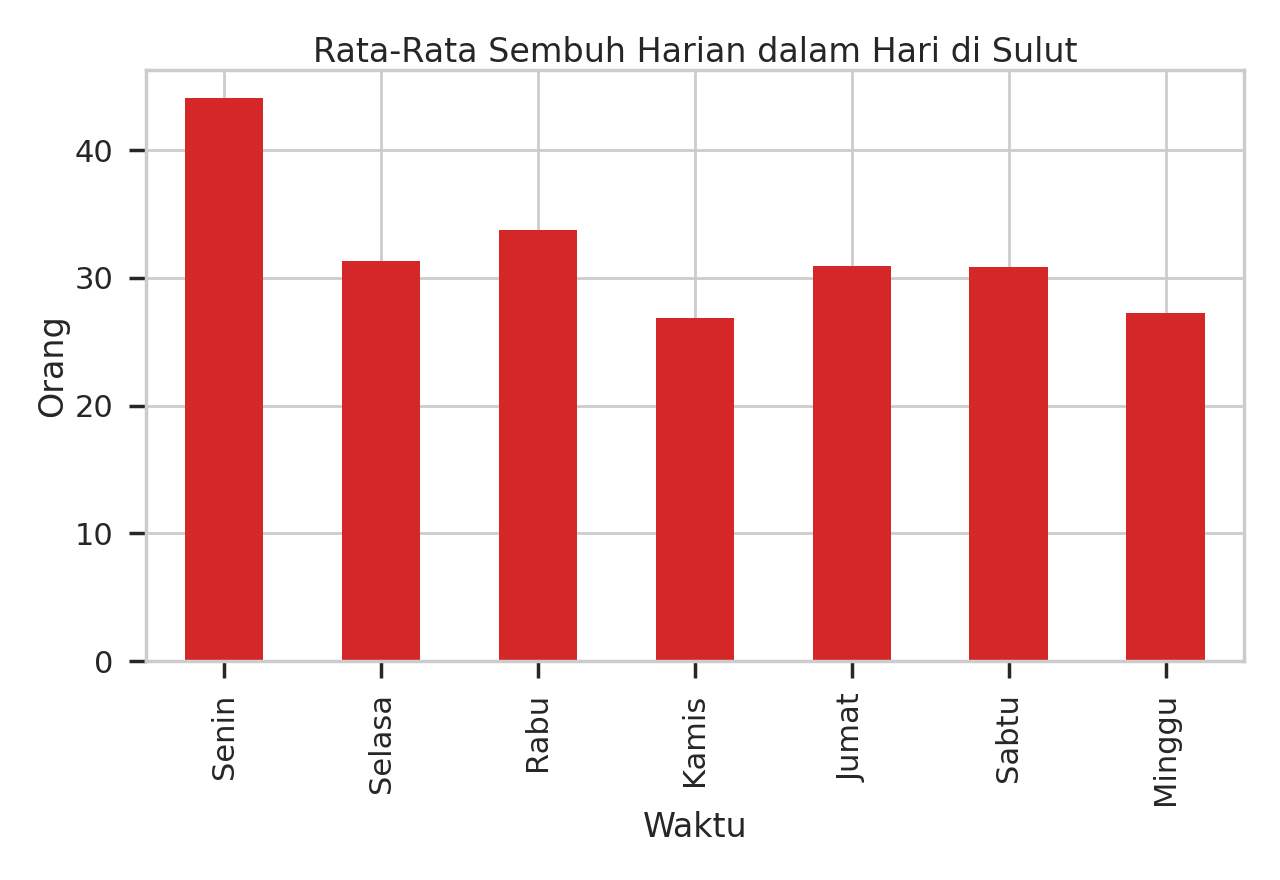 Rata-Rata Sembuh Harian dalam Hari di Sulut
Orang
40
30
20
10
0
Senin
Selasa
Rabu
Kamis
Jumat
Sabtu
Minggu
Waktu